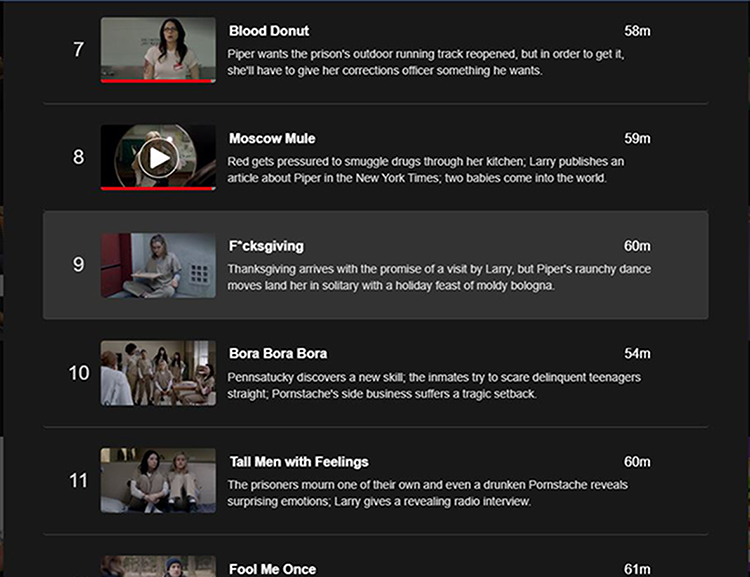 7
Blood Donut
58m
Piper wants the prison's outdoor running track reopened, but in order to get it,
she'll have to give her corrections officer something he wants.
8
Moscow Mule
59m
Red gets pressured to smuggle drugs through her kitchen; Larry publishes an
article about Piper in the New York Times; two babies come into the world.
9
F*cksgiving
60m
Thanksgiving arrives with the promise of a visit by Larry, but Piper's raunchy dance
moves land her in solitary with a holiday feast of moldy bologna.
10
Bora Bora Bora
54m
Pennsatucky discovers a new skill; the inmates try to scare delinquent teenagers
straight; Pornstache's side business suffers a tragic setback.
11
Tall Men with Feelings
60m
The prisoners mourn one of their own and even a drunken Pornstache reveals
surprising emotions; Larry gives a revealing radio interview.
Fool Me Once
61m